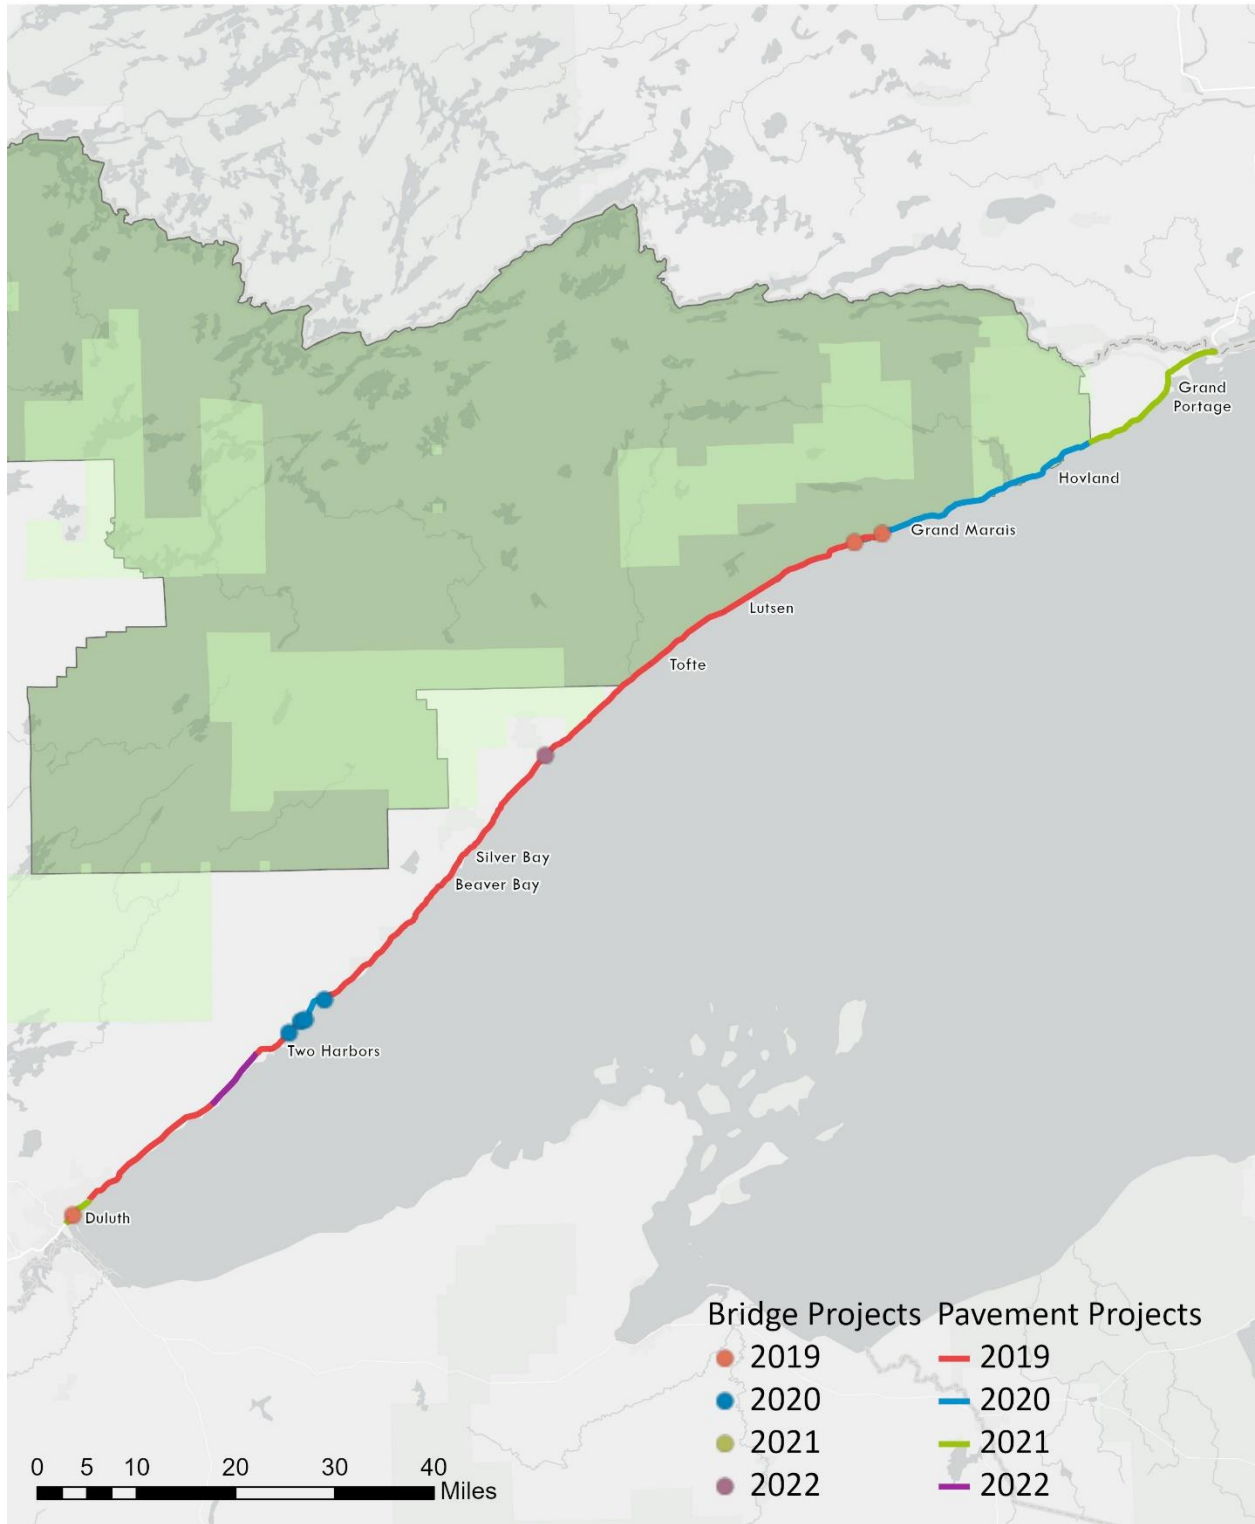 Grand
Portage
Hovland
Grand Marais
Lutsen
Tofte
Silver Bay
Beaver Bay
Two Harbors
Duluth
Bridge Projects Pavement Projects
2019 2019
2020 2020
2021 2021
2022 2022
0 5 10 20 30 40
Miles